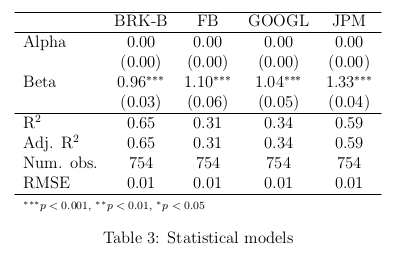 BRK-B FB GOOGL JPM
Alpha 0.00 0.00 0.00 0.00
(0.00) (0.00) (0.00) (0.00)
Beta 0.96*** 1.10*** 1.04*** 1.33***
(0.03) (0.06) (0.05) (0.04)
R² 0.65 0.31 0.34 0.59
Adj. R² 0.65 0.31 0.34 0.59
Num. obs. 754 754 754 754
RMSE 0.01 0.01 0.01 0.01
***p < 0.001, **p < 0.01, *p < 0.05
Table 3: Statistical models